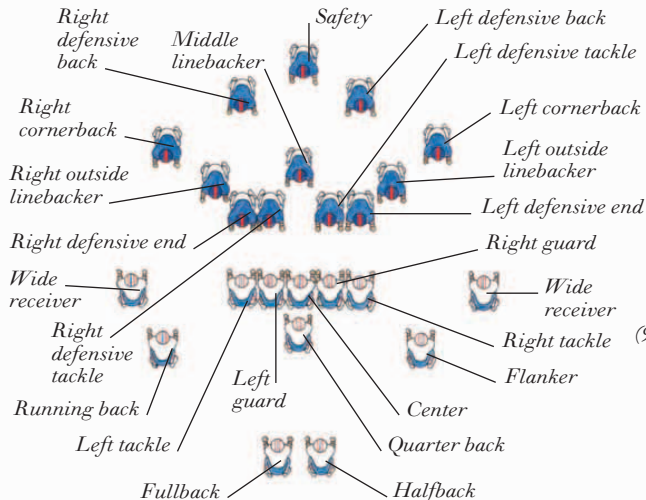 Right
defensive
back
Middle
linebacker
Safety
Left defensive back
Left defensive tackle
Right
cornerback
Left cornerback
Right outside
linebacker
Left outside
linebacker
Left defensive end
Right defensive end
Right guard
Wide
receiver
Wide
receiver
Right
defensive
tackle
Right tackle
(9
Left
guard
Flanker
Running back
Center
Left tackle
Quarter back
Fullback
Halfback